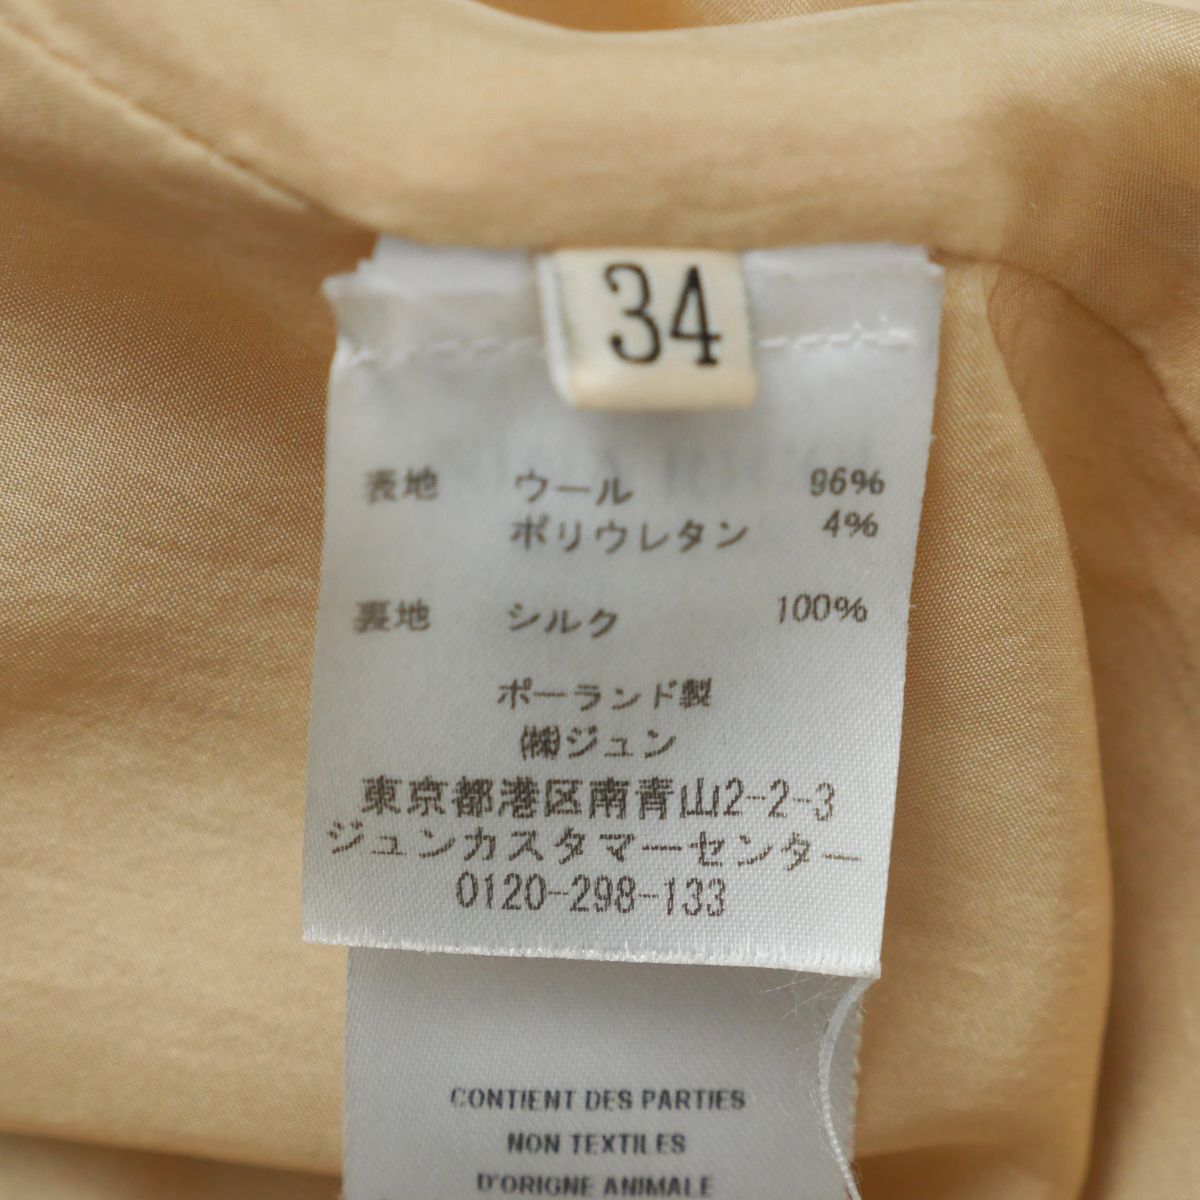 34
表地 ウール 96%
ポリウレタン 4%
裏地 シルク 100%
ポーランド製
㈱ジュン
東京都港区南青山2-2-3
ジュンカスタマーセンター
0120-298-133
CONTIENT DES PARTIES
NON TEXTILES
D'ORIGNE ANIMALE